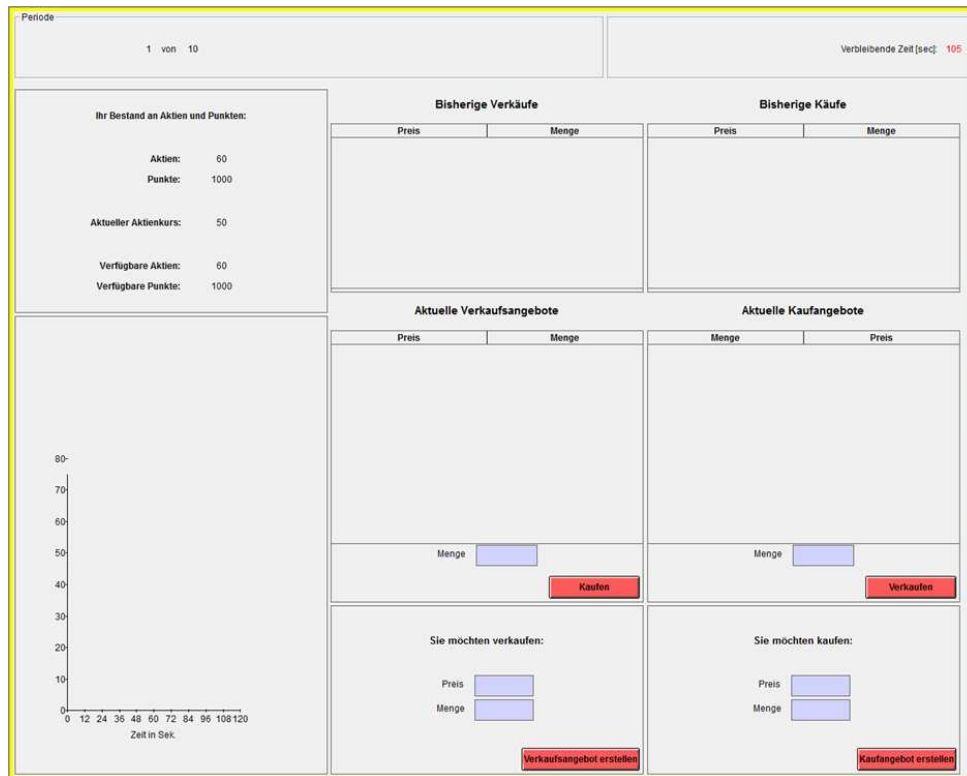 Periode
1 von 10
Verbleibende Zeit [sec]: 105
Ihr Bestand an Aktien und Punkten:
Aktien: 60
Punkte: 1000
Aktueller Aktienkurs: 50
Verfügbare Aktien: 60
Verfügbare Punkte: 1000
Bisherige Verkäufe
Preis Menge
Bisherige Käufe
Preis Menge
Aktuelle Verkaufsangebote
Preis Menge
Menge
Kaufen
Aktuelle Kaufangebote
Menge Preis
Menge
Verkaufen
80
70
60
50
40
30
20
10
0
0 12 24 36 48 60 72 84 96 108 120
Zeit in Sek.
Sie möchten verkaufen:
Preis
Menge
Verkaufsangebot erstellen
Sie möchten kaufen:
Preis
Menge
Kaufangebot erstellen